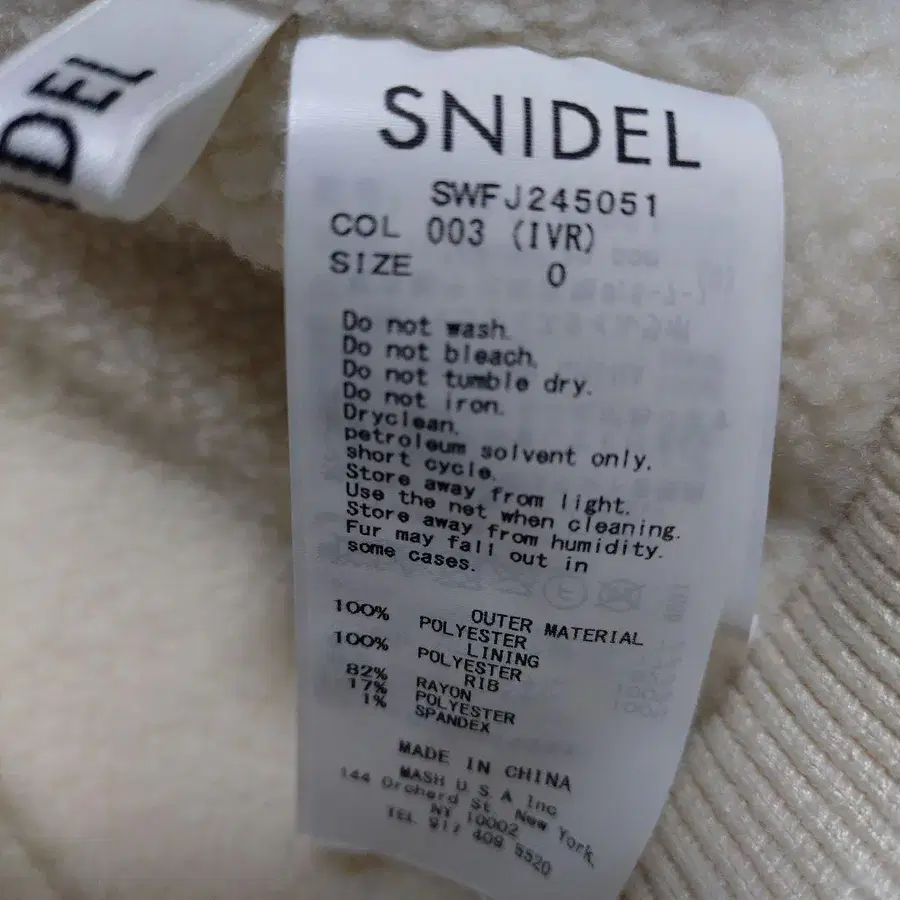 DEL
SNIDEL
SWFJ245051
COL 003 (IVR)
SIZE 0
Do not wash.
Do not bleach.
Do not tumble dry.
Do not iron.
Dryclean.
petroleum solvent only.
short cycle.
Store away from light.
Use the net when cleaning.
Store away from humidity.
Fur may fall out in
some cases.
OUTER MATERIAL
100% POLYESTER
LINING
100% POLYESTER
RIB
82% RAYON
17% POLYESTER
1% SPANDEX
MADE IN CHINA
MASH U.S.A Inc
144 Orchard St, New York,
NY 10002
TEL 917 409 5520